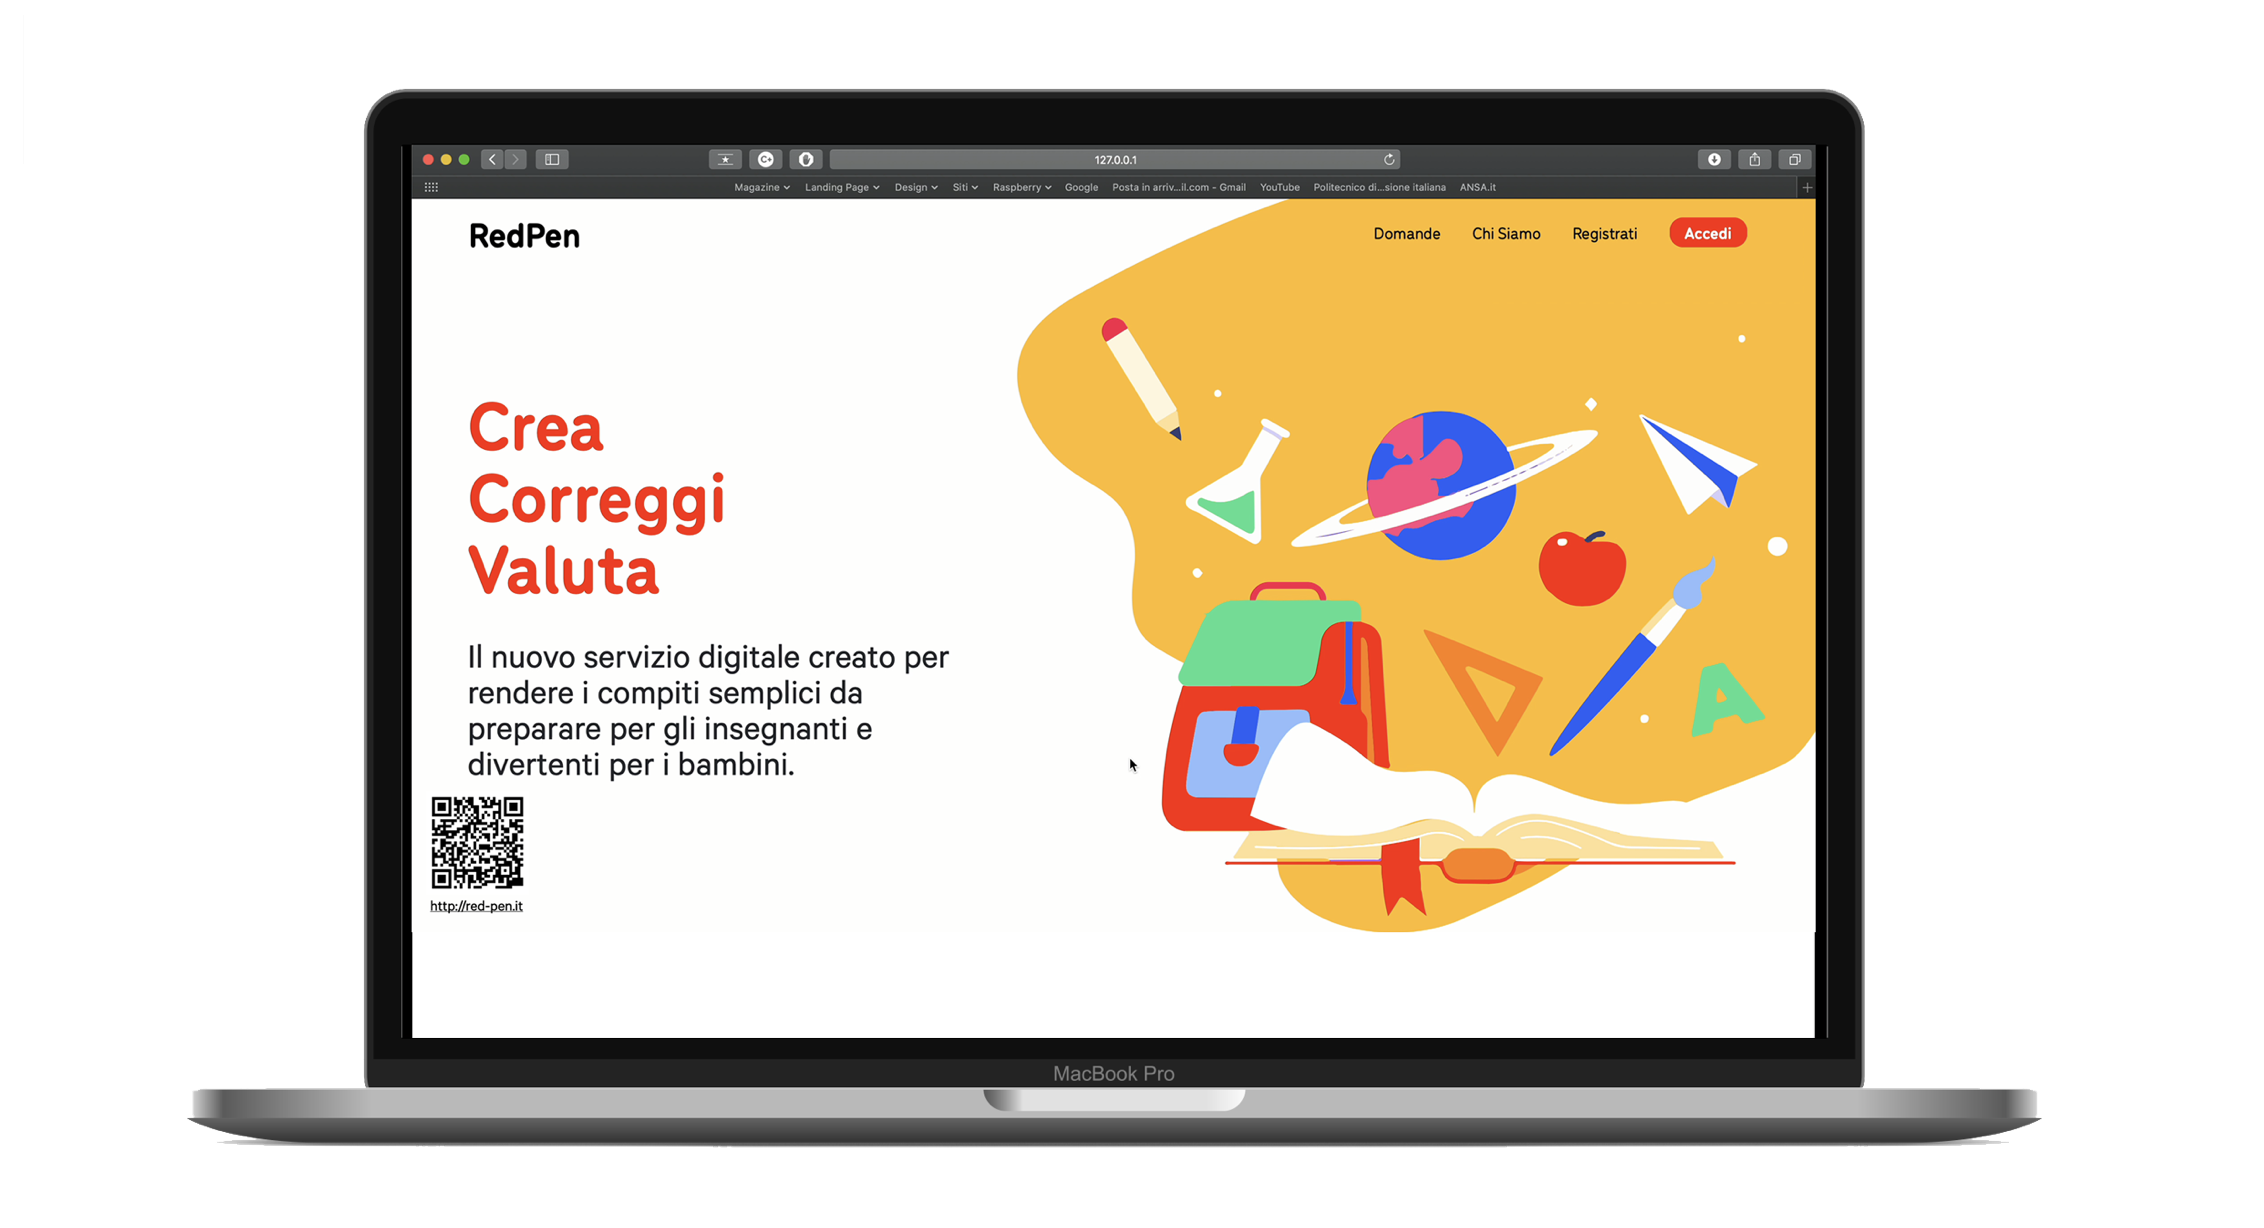 127.0.0.1
Magazine
Landing Page
Design
Siti
Raspberry
Google
Posta in arriv...il.com - Gmail
YouTube
Politecnico di...sione italiana
ANSA.it
RedPen
Domande
Chi Siamo
Registrati
Accedi
Crea
Correggi
Valuta
Il nuovo servizio digitale creato per
rendere i compiti semplici da
preparare per gli insegnanti e
divertenti per i bambini.
A
http://red-pen.it
MacBook Pro